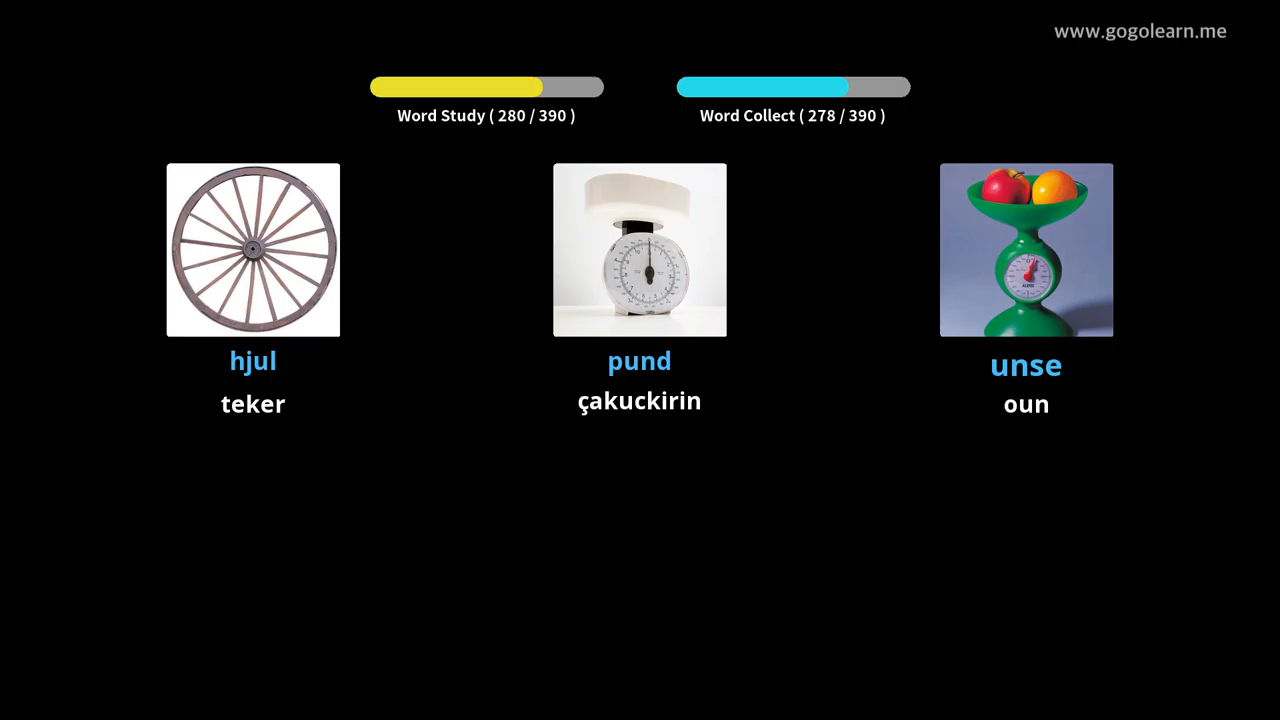 www.gogolearn.me
Word Study ( 280 / 390 )
Word Collect ( 278 / 390 )
hjul
pund
unse
teker
çakuckirin
oun